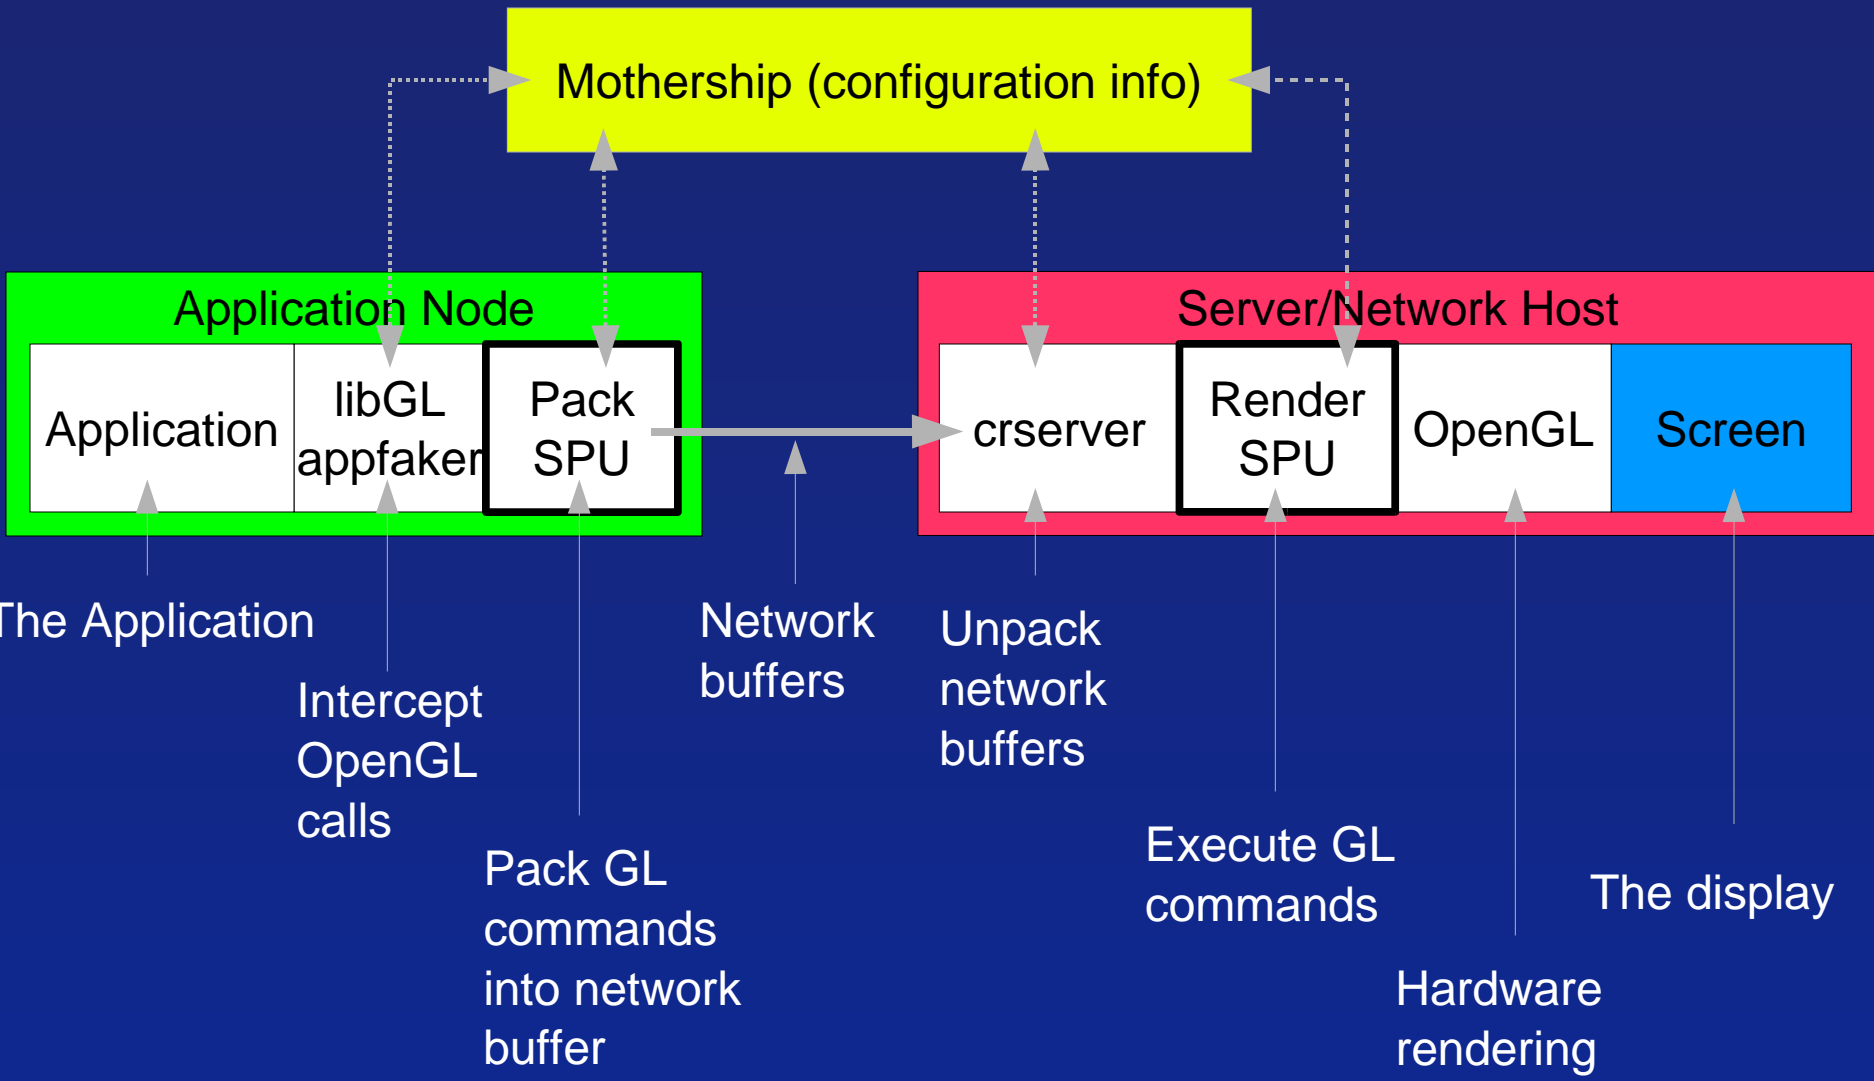 Mothership (configuration info)
Application Node
Server/Network Host
Application
libGL
appfaker
Pack
SPU
crserver
Render
SPU
OpenGL
Screen
The Application
Intercept
OpenGL
calls
Pack GL
commands
into network
buffer
Network
buffers
Unpack
network
buffers
Execute GL
commands
Hardware
rendering
The display